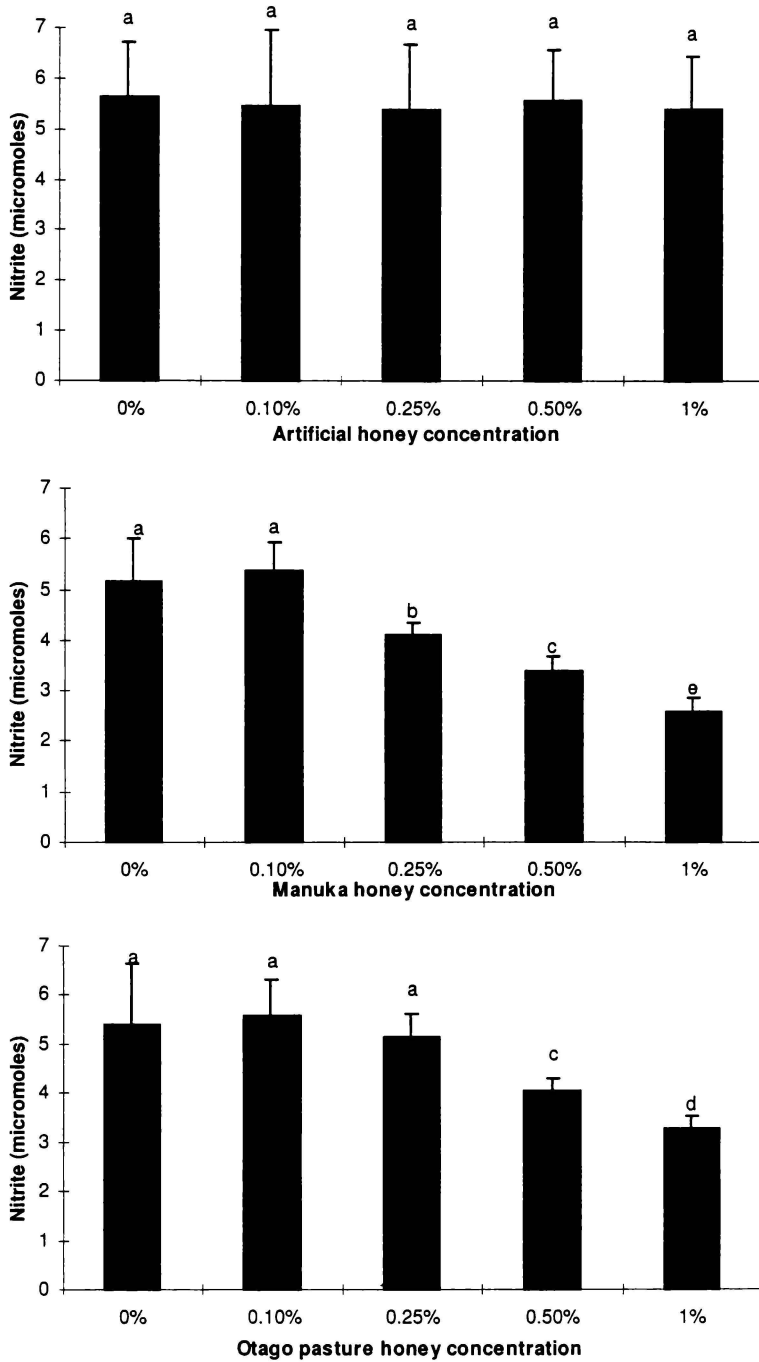 a a a a a
7
6
5
4
3
2
1
0
Nitrite (micromoles)
0% 0.10% 0.25% 0.50% 1%
Artificial honey concentration
7
6
5
4
3
2
1
0
Nitrite (micromoles)
a a b c e
0% 0.10% 0.25% 0.50% 1%
Manuka honey concentration
7
6
5
4
3
2
1
0
Nitrite (micromoles)
a a a c d
0% 0.10% 0.25% 0.50% 1%
Otago pasture honey concentration